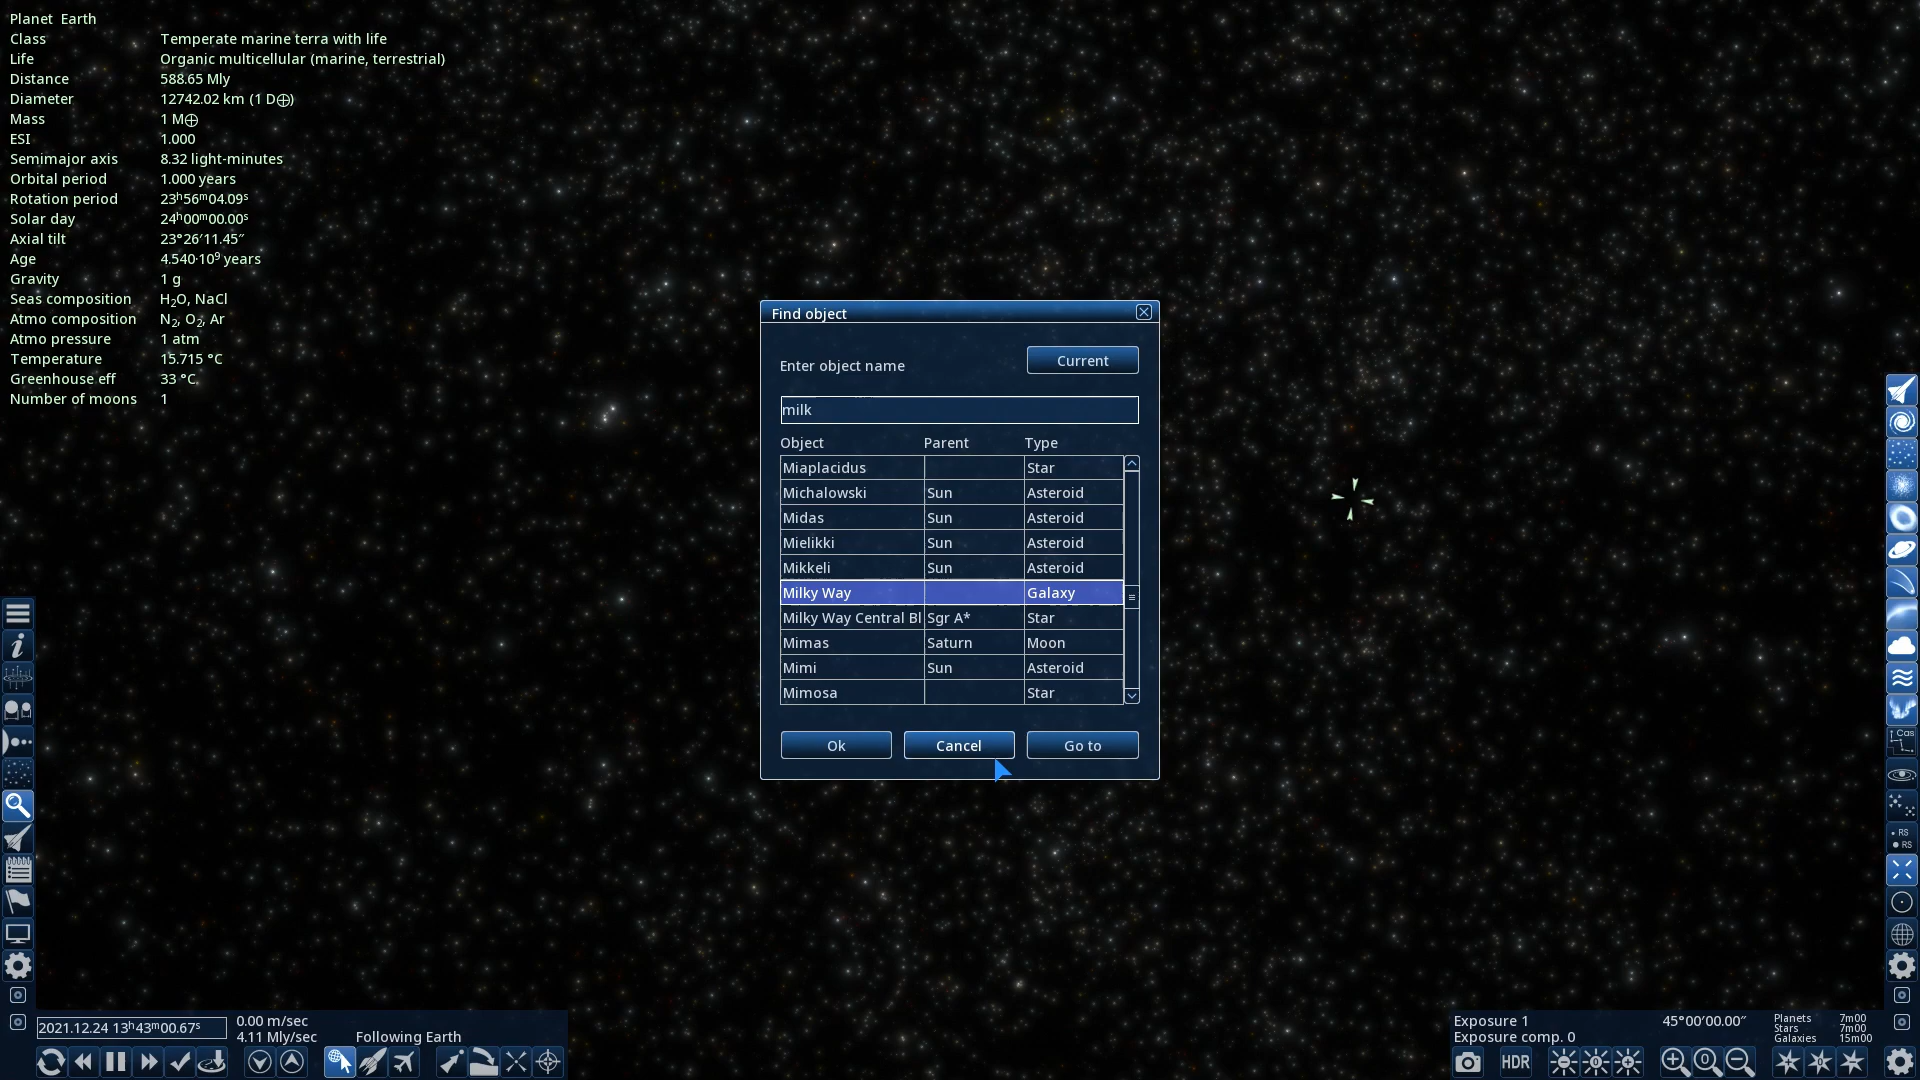 Planet Earth
Class Temperate marine terra with life
Life Organic multicellular (marine, terrestrial)
Distance 588.65 Mly
Diameter 12742.02 km (1 D⊕)
Mass 1 M⊕
ESI 1.000
Semimajor axis 8.32 light-minutes
Orbital period 1.000 years
Rotation period 23ʰ56ᵐ04.09ˢ
Solar day 24ʰ00ᵐ00.00ˢ
Axial tilt 23°26′11.45″
Age 4.540·10⁹ years
Gravity 1 g
Seas composition H₂O, NaCl
Atmo composition N₂, O₂, Ar
Atmo pressure 1 atm
Temperature 15.715 °C
Greenhouse eff 33 °C
Number of moons 1
Find object
Enter object name
Current
milk
Object Parent Type
Miaplacidus Star
Michalowski Sun Asteroid
Midas Sun Asteroid
Mielikki Sun Asteroid
Mikkeli Sun Asteroid
Milky Way Galaxy
Milky Way Central Bl Sgr A* Star
Mimas Saturn Moon
Mimi Sun Asteroid
Mimosa Star
Ok Cancel Go to
Cas
RS
RS
2021.12.24 13ʰ43ᵐ00.67ˢ
0.00 m/sec
4.11 Mly/sec Following Earth
Exposure 1 45°00′00.00″
Exposure comp. 0
Planets 7m00
Stars 7m00
Galaxies 15m00
HDR
0